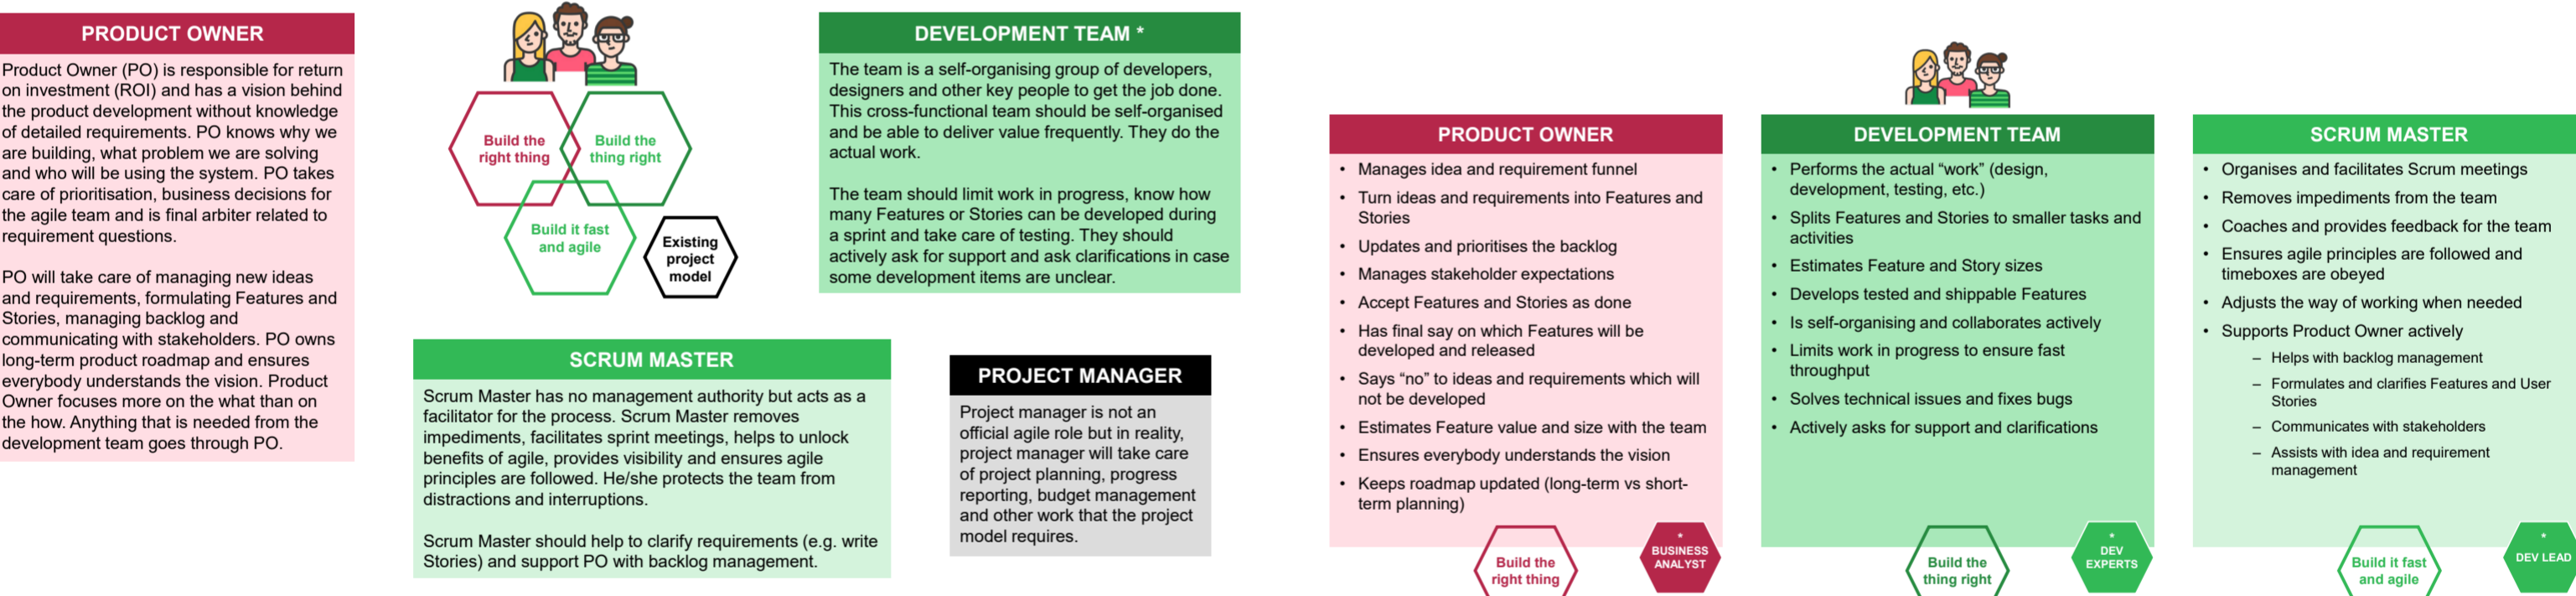 PRODUCT OWNER
Product Owner (PO) is responsible for return
on investment (ROI) and has a vision behind
the product development without knowledge
of detailed requirements. PO knows why we
are building, what problem we are solving
and who will be using the system. PO takes
care of prioritisation, business decisions for
the agile team and is final arbiter related to
requirement questions.
PO will take care of managing new ideas
and requirements, formulating Features and
Stories, managing backlog and
communicating with stakeholders. PO owns
long-term product roadmap and ensures
everybody understands the vision. Product
Owner focuses more on the what than on
the how. Anything that is needed from the
development team goes through PO.
Build the
right thing
Build the
thing right
Build it fast
and agile
Existing
project
model
DEVELOPMENT TEAM *
The team is a self-organising group of developers,
designers and other key people to get the job done.
This cross-functional team should be self-organised
and be able to deliver value frequently. They do the
actual work.
The team should limit work in progress, know how
many Features or Stories can be developed during
a sprint and take care of testing. They should
actively ask for support and ask clarifications in case
some development items are unclear.
SCRUM MASTER
Scrum Master has no management authority but acts as a
facilitator for the process. Scrum Master removes
impediments, facilitates sprint meetings, helps to unlock
benefits of agile, provides visibility and ensures agile
principles are followed. He/she protects the team from
distractions and interruptions.
Scrum Master should help to clarify requirements (e.g. write
Stories) and support PO with backlog management.
PROJECT MANAGER
Project manager is not an
official agile role but in reality,
project manager will take care
of project planning, progress
reporting, budget management
and other work that the project
model requires.
PRODUCT OWNER
• Manages idea and requirement funnel
• Turn ideas and requirements into Features and
Stories
• Updates and prioritises the backlog
• Manages stakeholder expectations
• Accept Features and Stories as done
• Has final say on which Features will be
developed and released
• Says “no” to ideas and requirements which will
not be developed
• Estimates Feature value and size with the team
• Ensures everybody understands the vision
• Keeps roadmap updated (long-term vs short-
term planning)
Build the
right thing
*
BUSINESS
ANALYST
DEVELOPMENT TEAM
• Performs the actual “work” (design,
development, testing, etc.)
• Splits Features and Stories to smaller tasks and
activities
• Estimates Feature and Story sizes
• Develops tested and shippable Features
• Is self-organising and collaborates actively
• Limits work in progress to ensure fast
throughput
• Solves technical issues and fixes bugs
• Actively asks for support and clarifications
Build the
thing right
*
DEV
EXPERTS
SCRUM MASTER
• Organises and facilitates Scrum meetings
• Removes impediments from the team
• Coaches and provides feedback for the team
• Ensures agile principles are followed and
timeboxes are obeyed
• Adjusts the way of working when needed
• Supports Product Owner actively
– Helps with backlog management
– Formulates and clarifies Features and User
Stories
– Communicates with stakeholders
– Assists with idea and requirement
management
Build it fast
and agile
*
DEV LEAD